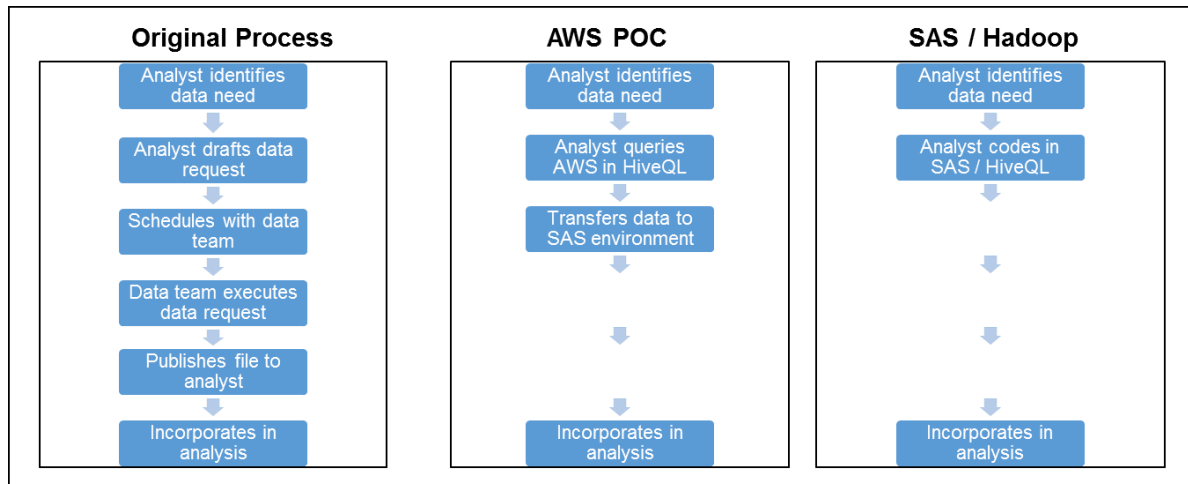 Original Process
Analyst identifies
data need
Analyst drafts data
request
Schedules with data
team
Data team executes
data request
Publishes file to
analyst
Incorporates in
analysis
AWS POC
Analyst identifies
data need
Analyst queries
AWS in HiveQL
Transfers data to
SAS environment
Incorporates in
analysis
SAS / Hadoop
Analyst identifies
data need
Analyst codes in
SAS / HiveQL
Incorporates in
analysis